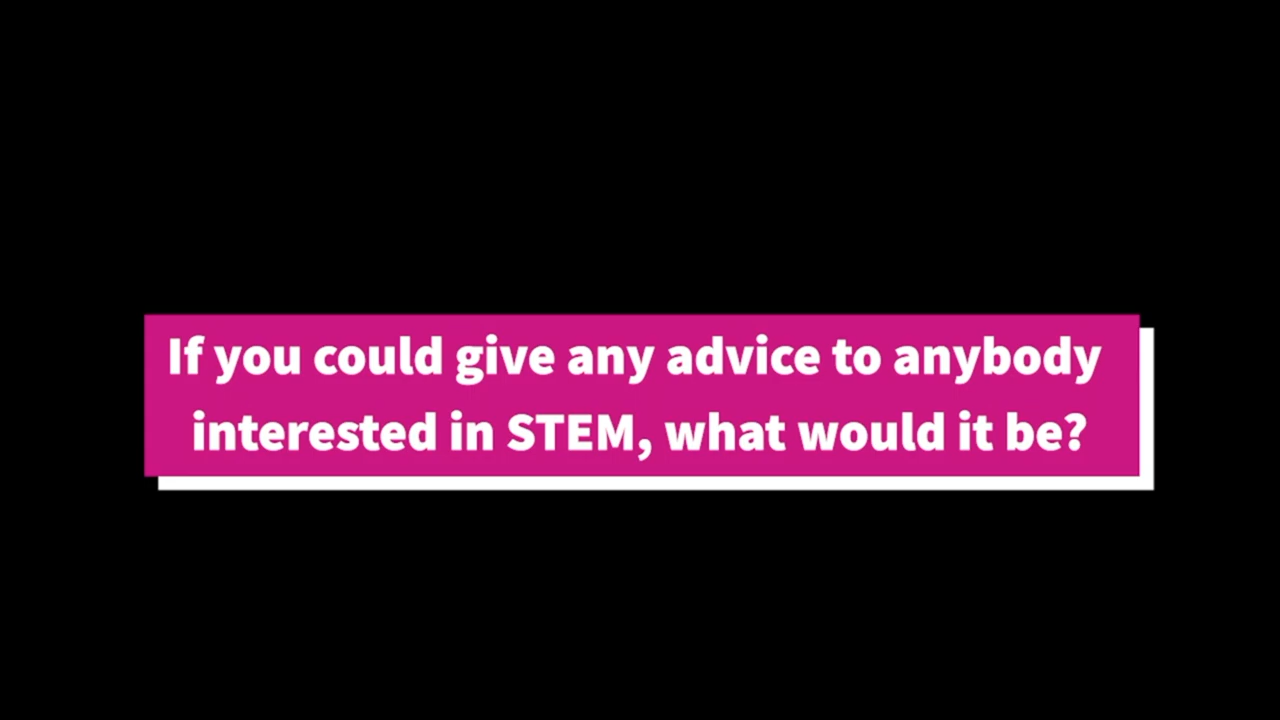 If you could give any advice to anybody
interested in STEM, what would it be?